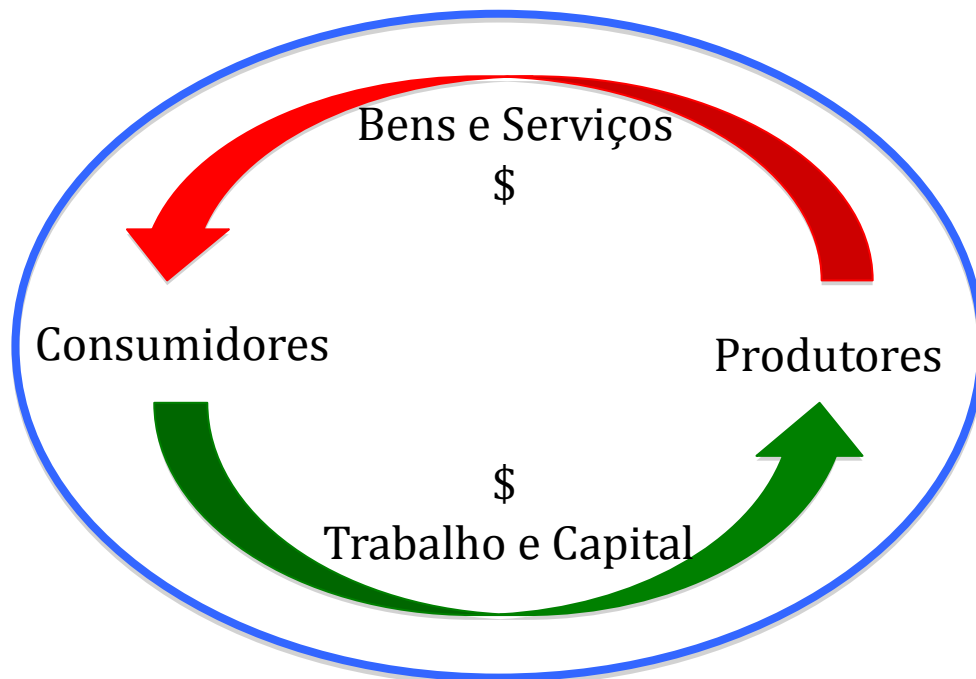 Bens e Serviços
$
Consumidores
Produtores
$
Trabalho e Capital